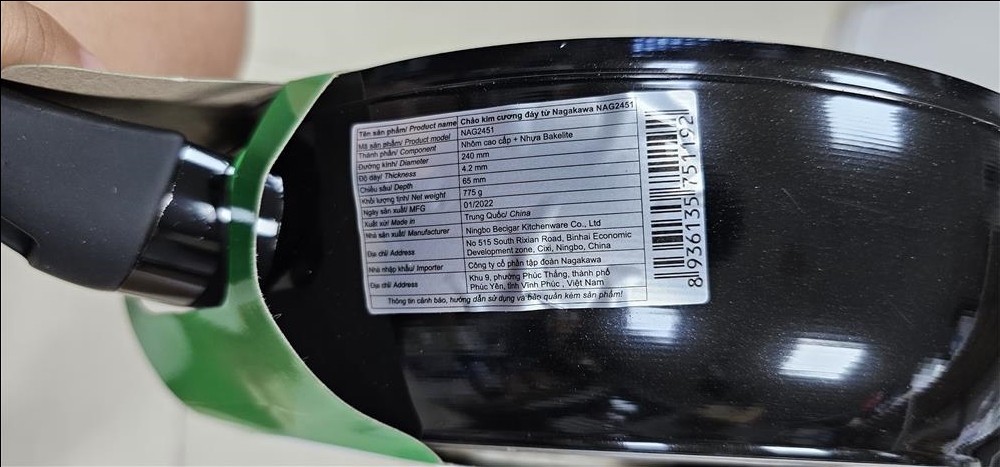 Tên sản phẩm/ Product name Chảo kim cương đáy từ Nagakawa NAG2451
Mã sản phẩm/ Product model NAG2451
Thành phần/ Component Nhôm cao cấp + Nhựa Bakelite
Đường kính/ Diameter 240 mm
Độ dày/ Thickness 4.2 mm
Chiều sâu/ Depth 65 mm
Khối lượng tịnh/ Net weight 775 g
Ngày sản xuất/ MFG 01/2022
Xuất xứ/ Made in Trung Quốc/ China
Nhà sản xuất/ Manufacturer Ningbo Becigar Kitchenware Co., Ltd
Địa chỉ/ Address No 515 South Rixian Road, Binhai Economic
Development zone, Cixi, Ningbo, China
Nhà nhập khẩu/ Importer Công ty cổ phần tập đoàn Nagakawa
Địa chỉ/ Address Khu 9, phường Phúc Thắng, thành phố
Phúc Yên, tỉnh Vĩnh Phúc , Việt Nam
Thông tin cảnh báo, hướng dẫn sử dụng và bảo quản kèm sản phẩm!
8 936135 751192